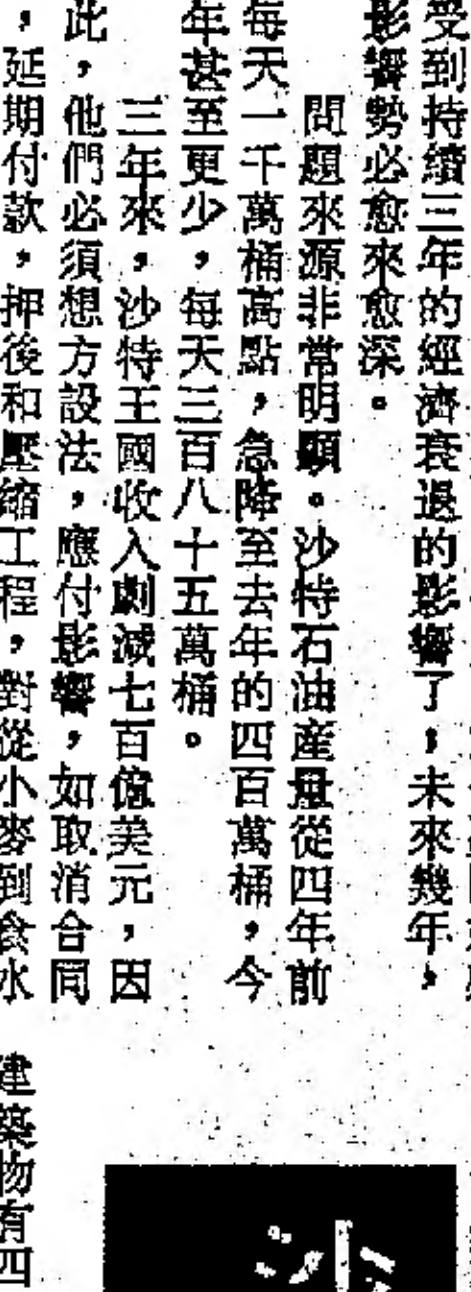 受到持續三年的經濟衰退的影響了，未來幾年，
影響勢必愈來愈深。
問題來源非常明顯。沙特石油產量從四年前
每天一千萬桶高點，急降至去年的四百萬桶，今
年甚至更少，每天三百八十五萬桶。
三年來，沙特王國收入劇減七百億美元，因
此，他們必須想方設法，應付影響，如取消合同
，延期付款，押後和壓縮工程，對從小麥到食水
建築物有四